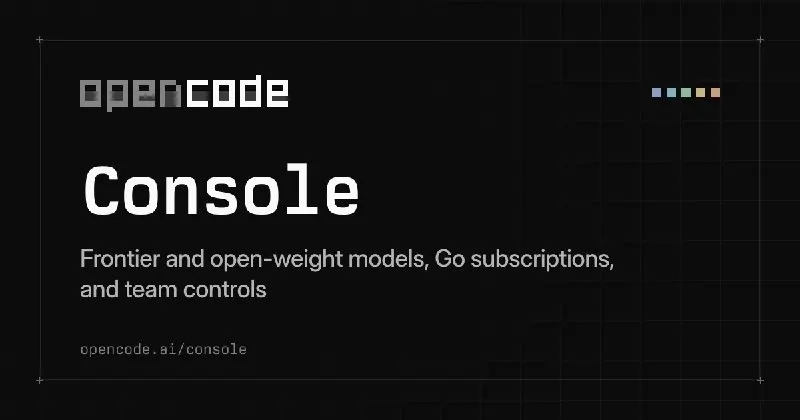 opencode
Console
Frontier and open-weight models, Go subscriptions,
and team controls
opencode.ai/console